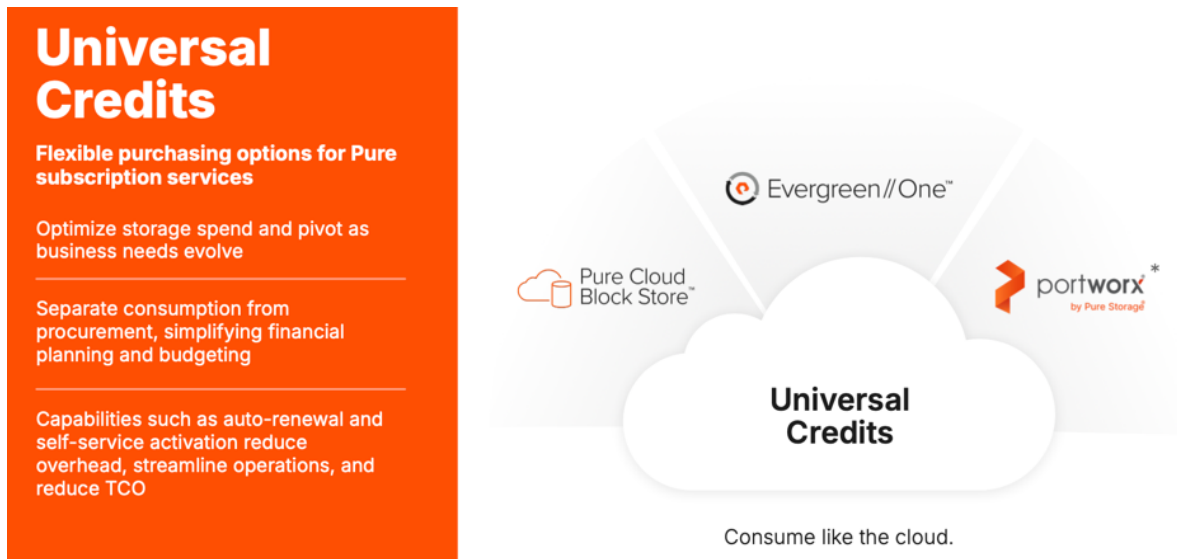 Universal
Credits
Flexible purchasing options for Pure
subscription services
Optimize storage spend and pivot as
business needs evolve
Separate consumption from
procurement, simplifying financial
planning and budgeting
Capabilities such as auto-renewal and
self-service activation reduce
overhead, streamline operations, and
reduce TCO
Evergreen//One™
Pure Cloud
Block Store™
portworx*
by Pure Storage®
Universal
Credits
Consume like the cloud.